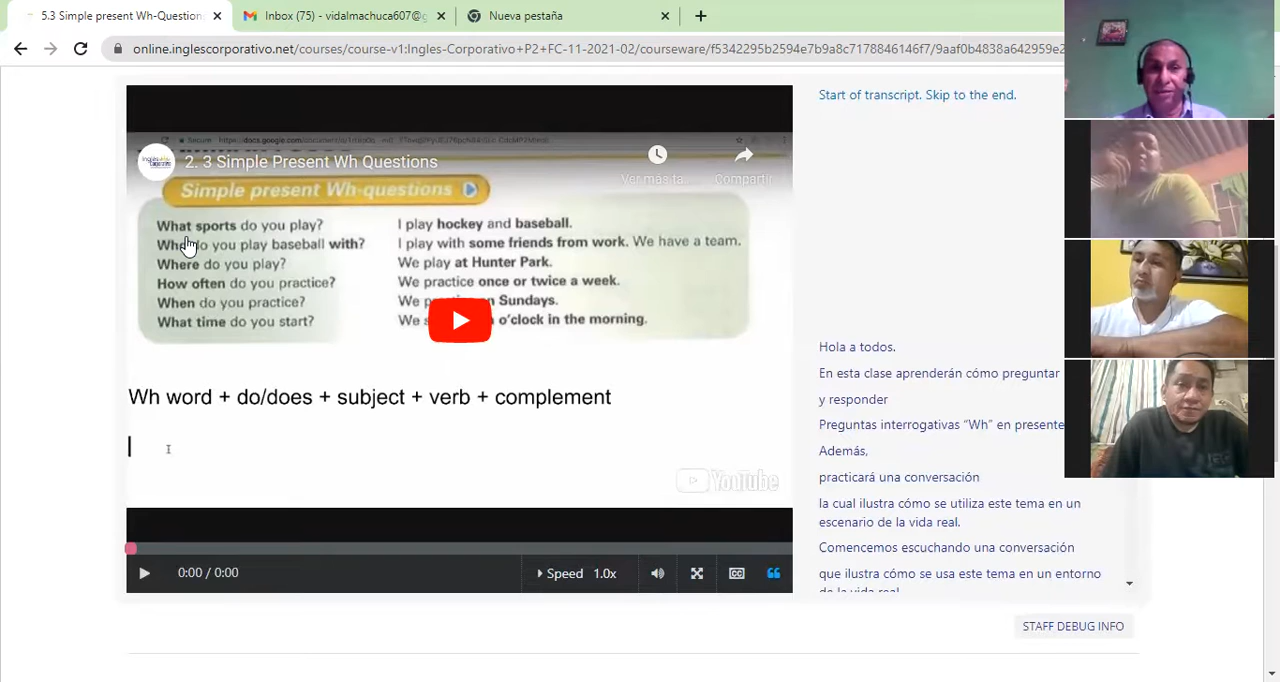 5.3 Simple present Wh-Question
Inbox (75) - vidalmachuca607@g
Nueva pestaña
online.inglescorporativo.net/courses/course-v1:Ingles-Corporativo+P2+FC-11-2021-02/courseware/f5342295b2594e7b9a8c7178846146f7/9aaf0b4838a642959e2
Start of transcript. Skip to the end.
2. 3 Simple Present Wh Questions
Ver más ta...
Compartir
Simple present Wh-questions
What sports do you play? I play hockey and baseball.
do you play baseball with? I play with some friends from work. We have a team.
Where do you play? We play at Hunter Park.
How often do you practice? We practice once or twice a week.
When do you practice? We Sundays.
What time do you start? We o'clock in the morning.
Wh word + do/does + subject + verb + complement
YouTube
0:00 / 0:00
Speed 1.0x
Hola a todos.
En esta clase aprenderán cómo preguntar
y responder
Preguntas interrogativas “Wh” en presente
Además,
practicará una conversación
la cual ilustra cómo se utiliza este tema en un
escenario de la vida real.
Comencemos escuchando una conversación
que ilustra cómo se usa este tema en un entorno
de la vida real.
STAFF DEBUG INFO